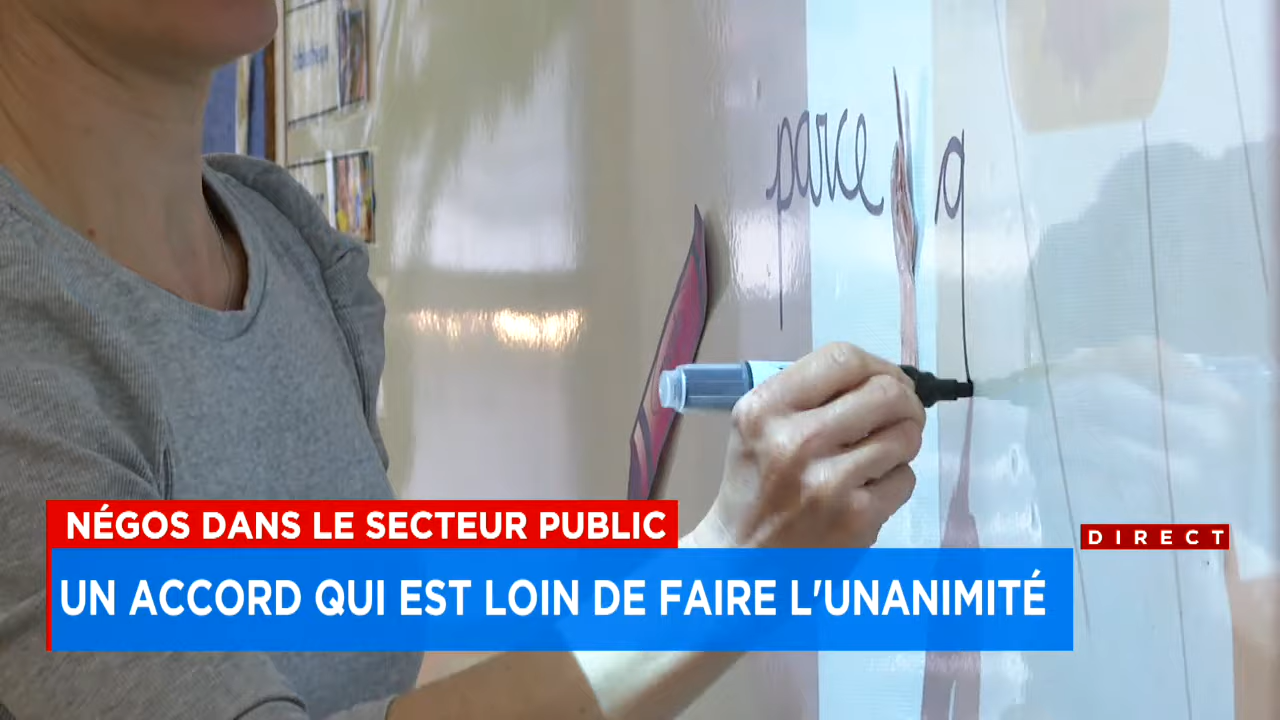 parce q
NÉGOS DANS LE SECTEUR PUBLIC
DIRECT
UN ACCORD QUI EST LOIN DE FAIRE L'UNANIMITÉ